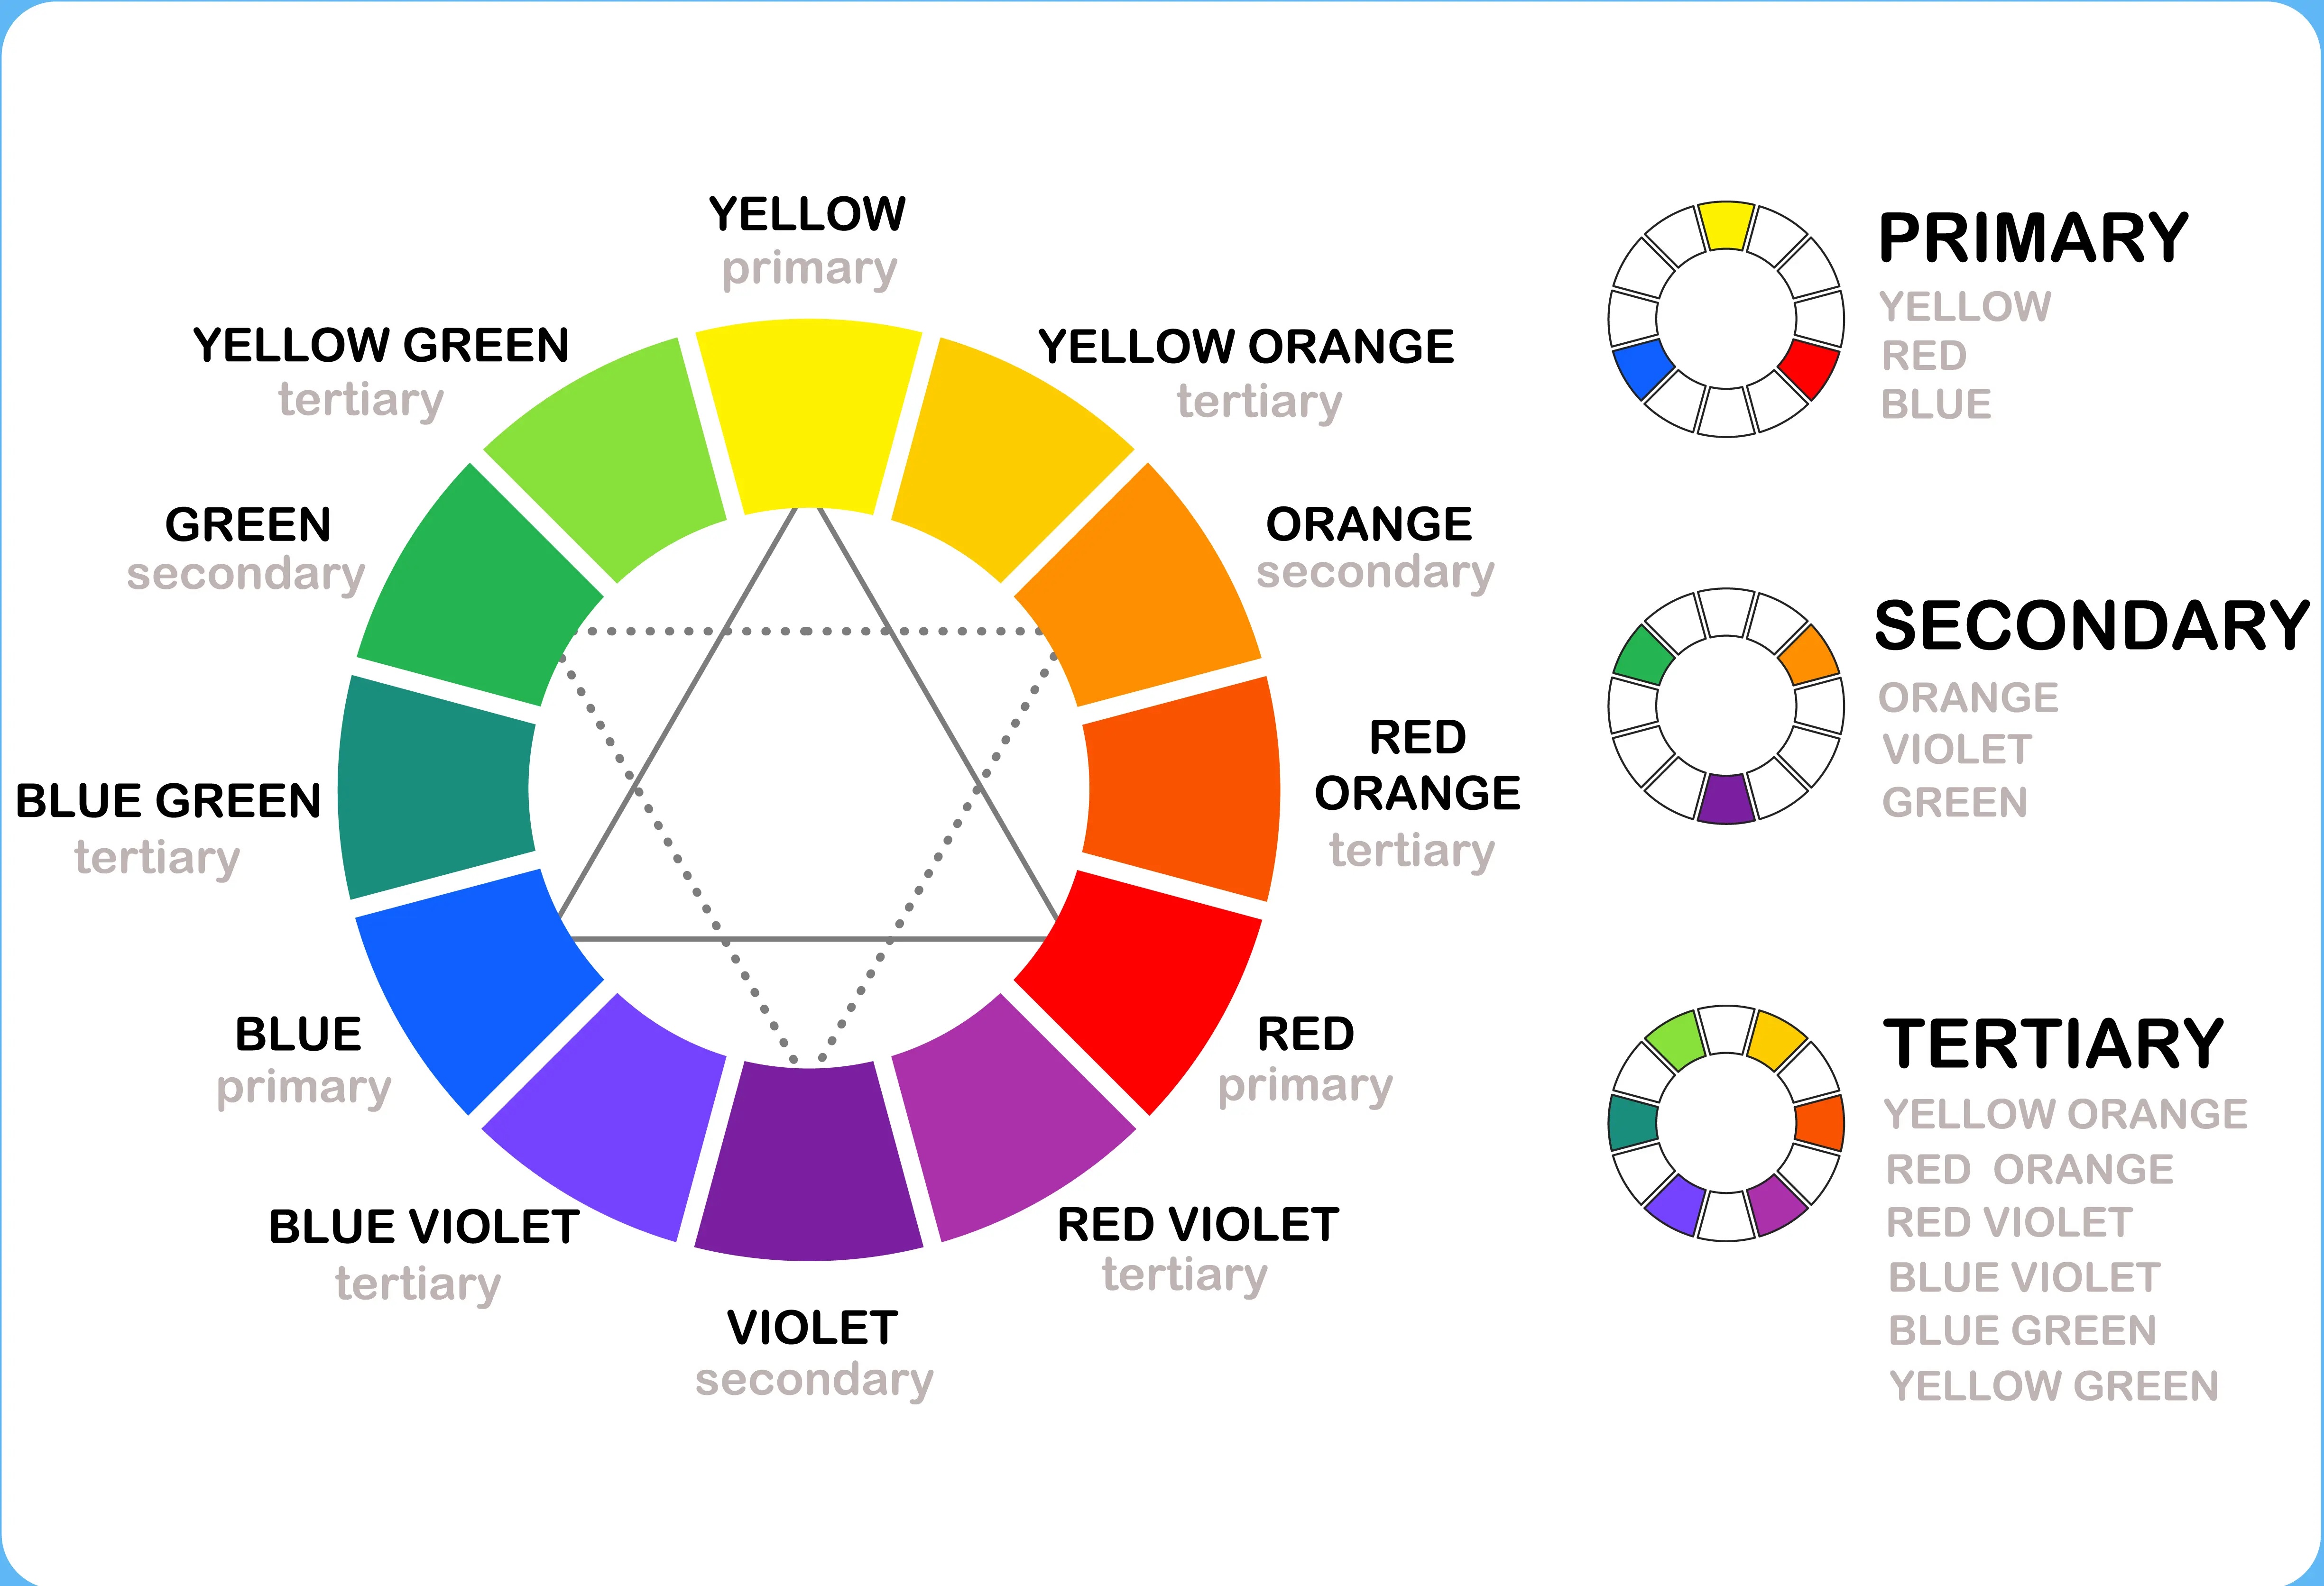 YELLOW
primary
YELLOW GREEN
tertiary
YELLOW ORANGE
tertiary
GREEN
secondary
ORANGE
secondary
BLUE GREEN
tertiary
RED
ORANGE
tertiary
BLUE
primary
RED
primary
BLUE VIOLET
tertiary
RED VIOLET
tertiary
VIOLET
secondary
PRIMARY
YELLOW
RED
BLUE
SECONDARY
ORANGE
VIOLET
GREEN
TERTIARY
YELLOW ORANGE
RED ORANGE
RED VIOLET
BLUE VIOLET
BLUE GREEN
YELLOW GREEN